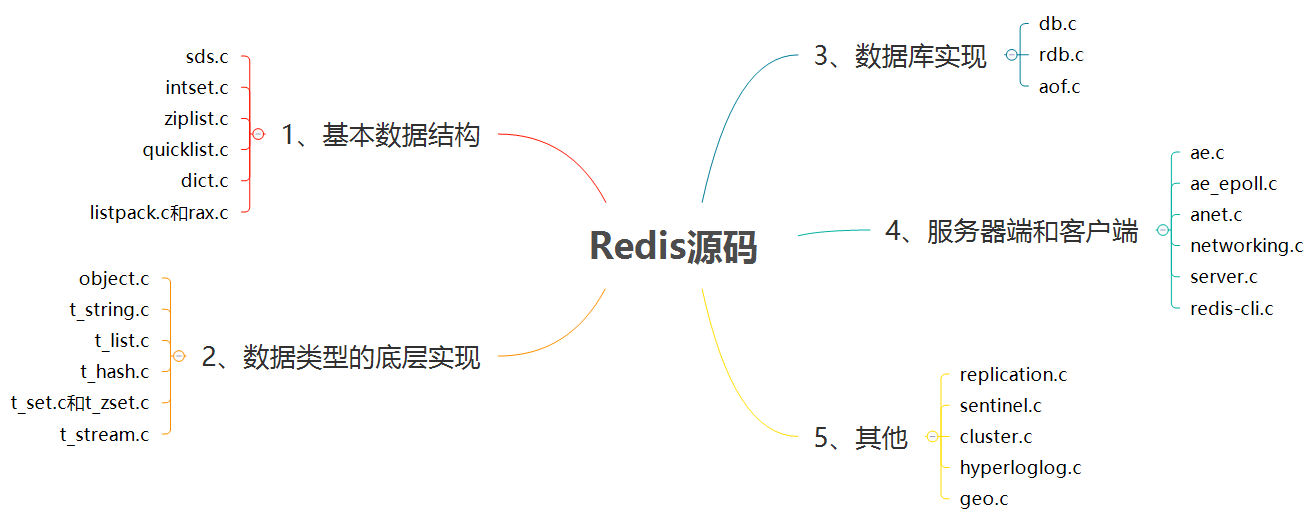 Redis源码
1、基本数据结构
sds.c
intset.c
ziplist.c
quicklist.c
dict.c
listpack.c和rax.c
2、数据类型的底层实现
object.c
t_string.c
t_list.c
t_hash.c
t_set.c和t_zset.c
t_stream.c
3、数据库实现
db.c
rdb.c
aof.c
4、服务器端和客户端
ae.c
ae_epoll.c
anet.c
networking.c
server.c
redis-cli.c
5、其他
replication.c
sentinel.c
cluster.c
hyperloglog.c
geo.c